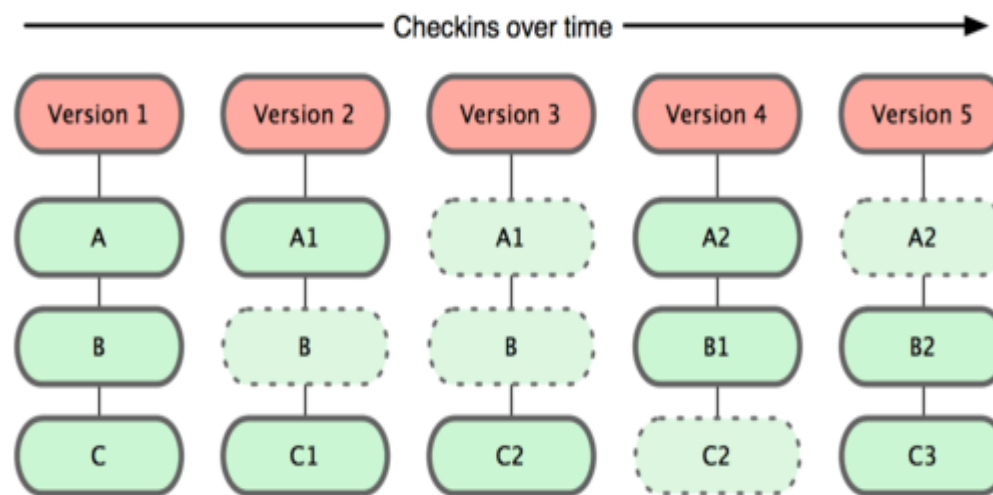 Checkins over time
Version 1 Version 2 Version 3 Version 4 Version 5
A A1 A1 A2 A2
B B B B1 B2
C C1 C2 C2 C3